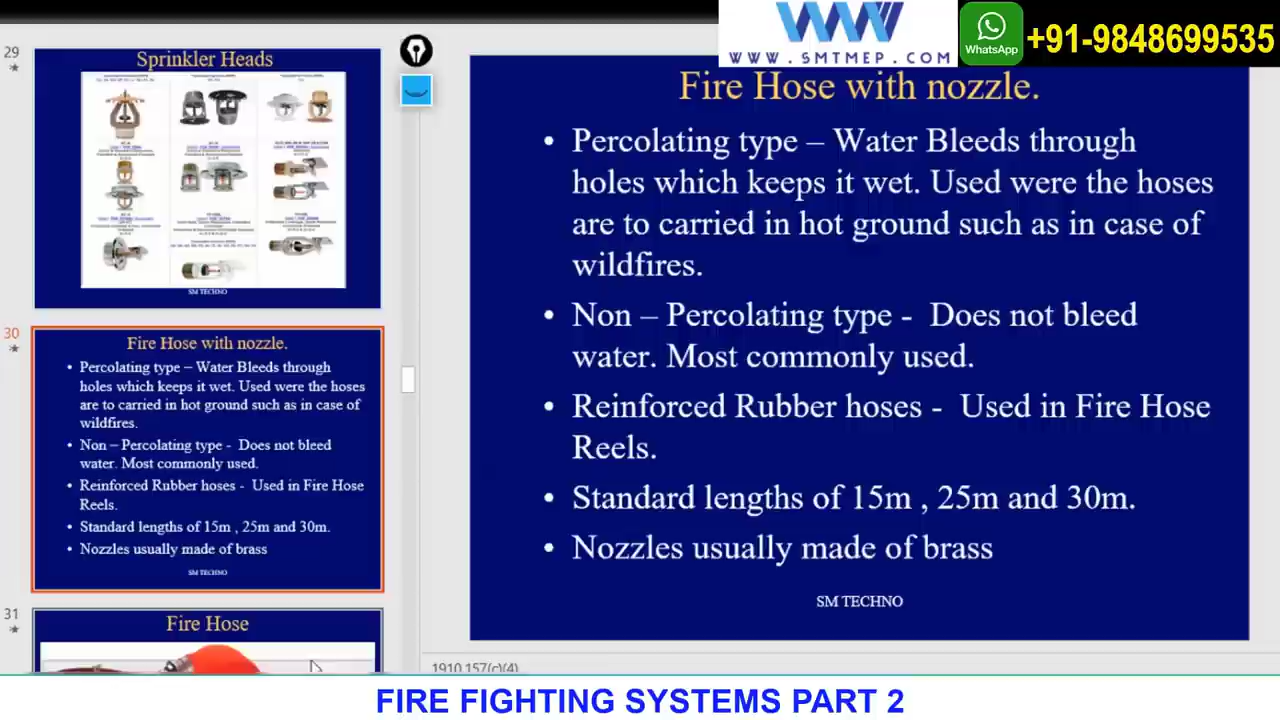 WWW.SMTMEP.COM
WhatsApp
+91-9848699535
29
Sprinkler Heads
SM TECHNO
30
Fire Hose with nozzle.
• Percolating type – Water Bleeds through
holes which keeps it wet. Used were the hoses
are to carried in hot ground such as in case of
wildfires.
• Non – Percolating type - Does not bleed
water. Most commonly used.
• Reinforced Rubber hoses - Used in Fire Hose
Reels.
• Standard lengths of 15m , 25m and 30m.
• Nozzles usually made of brass
SM TECHNO
31
Fire Hose
Fire Hose with nozzle.
• Percolating type – Water Bleeds through
holes which keeps it wet. Used were the hoses
are to carried in hot ground such as in case of
wildfires.
• Non – Percolating type - Does not bleed
water. Most commonly used.
• Reinforced Rubber hoses - Used in Fire Hose
Reels.
• Standard lengths of 15m , 25m and 30m.
• Nozzles usually made of brass
SM TECHNO
1910.157(c)(4)
FIRE FIGHTING SYSTEMS PART 2